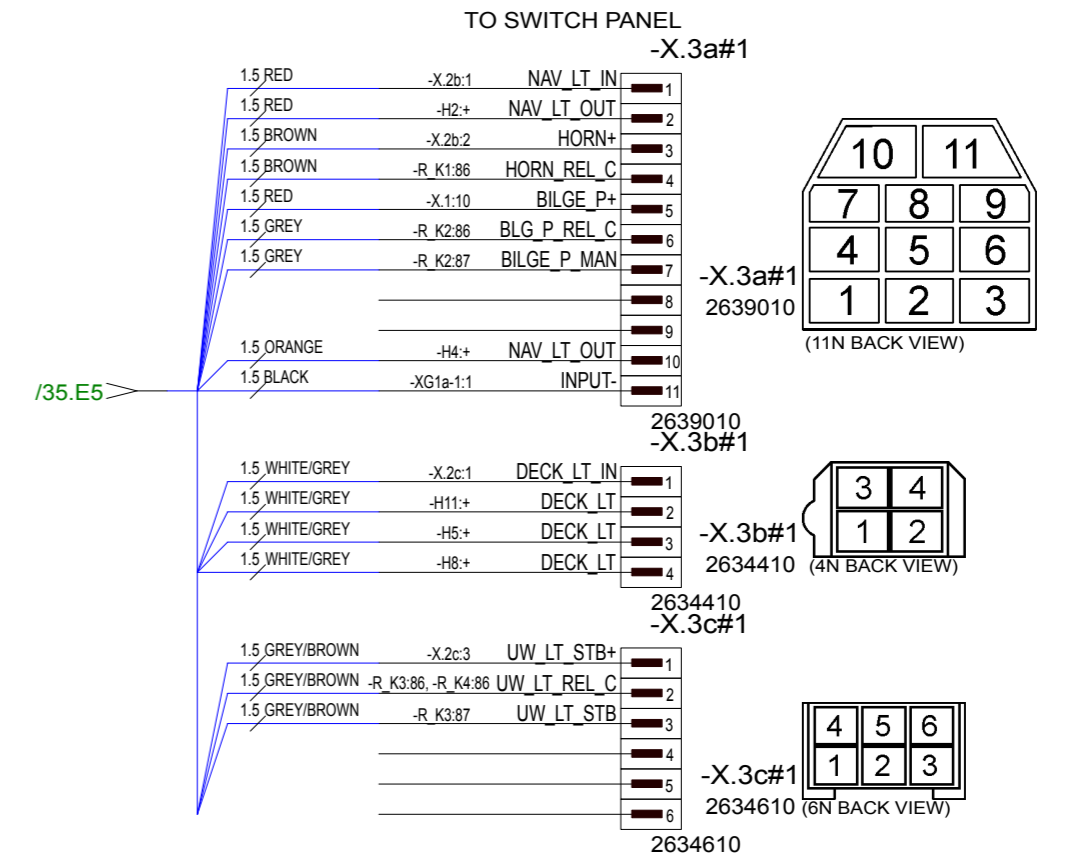 TO SWITCH PANEL
-X.3a#1
1.5 RED -X.2b:1 NAV_LT_IN 1
1.5 RED -H2:+ NAV_LT_OUT 2
1.5 BROWN -X.2b:2 HORN+ 3
1.5 BROWN -R_K1:86 HORN_REL_C 4
1.5 RED -X.1:10 BILGE_P+ 5
1.5 GREY -R_K2:86 BLG_P_REL_C 6
1.5 GREY -R_K2:87 BILGE_P_MAN 7
8
9
1.5 ORANGE -H4:+ NAV_LT_OUT 10
1.5 BLACK -XG1a-1:1 INPUT- 11
/35.E5
2639010
10 11
7 8 9
4 5 6
1 2 3
-X.3a#1
2639010
(11N BACK VIEW)
-X.3b#1
1.5 WHITE/GREY -X.2c:1 DECK_LT_IN 1
1.5 WHITE/GREY -H11:+ DECK_LT 2
1.5 WHITE/GREY -H5:+ DECK_LT 3
1.5 WHITE/GREY -H8:+ DECK_LT 4
2634410
3 4
1 2
-X.3b#1
2634410 (4N BACK VIEW)
-X.3c#1
1.5 GREY/BROWN -X.2c:3 UW_LT_STB+ 1
1.5 GREY/BROWN -R_K3:86, -R_K4:86 UW_LT_REL_C 2
1.5 GREY/BROWN -R_K3:87 UW_LT_STB 3
4
5
6
2634610
4 5 6
1 2 3
-X.3c#1
2634610 (6N BACK VIEW)